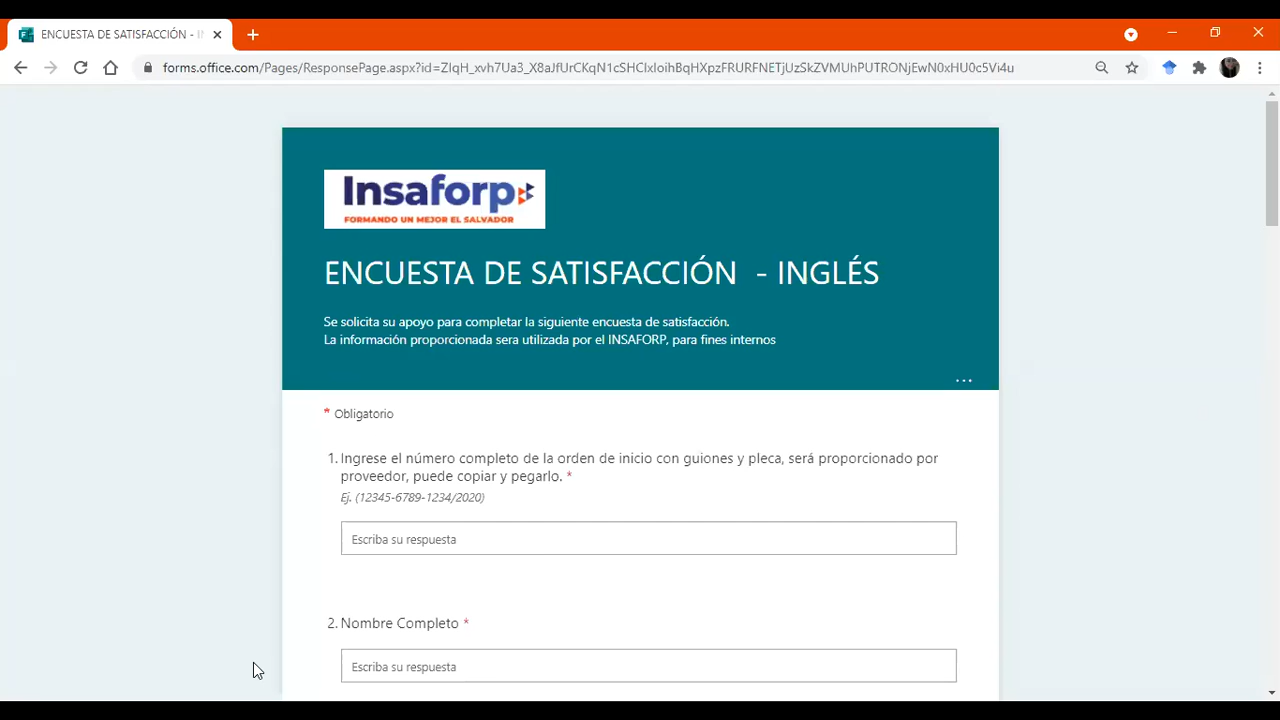 ENCUESTA DE SATISFACCIÓN - I
forms.office.com/Pages/ResponsePage.aspx?id=ZIqH_xvh7Ua3_X8aJfUrCKqN1cSHCIxIoihBqHXpzFRURFNETjUzSkZVMUhPUTRONjEwN0xHU0c5Vi4u
Insaforp
FORMANDO UN MEJOR EL SALVADOR
ENCUESTA DE SATISFACCIÓN - INGLÉS
Se solicita su apoyo para completar la siguiente encuesta de satisfacción.
La información proporcionada sera utilizada por el INSAFORP, para fines internos
...
* Obligatorio
1. Ingrese el número completo de la orden de inicio con guiones y pleca, será proporcionado por
proveedor, puede copiar y pegarlo. *
Ej. (12345-6789-1234/2020)
Escriba su respuesta
2. Nombre Completo *
Escriba su respuesta